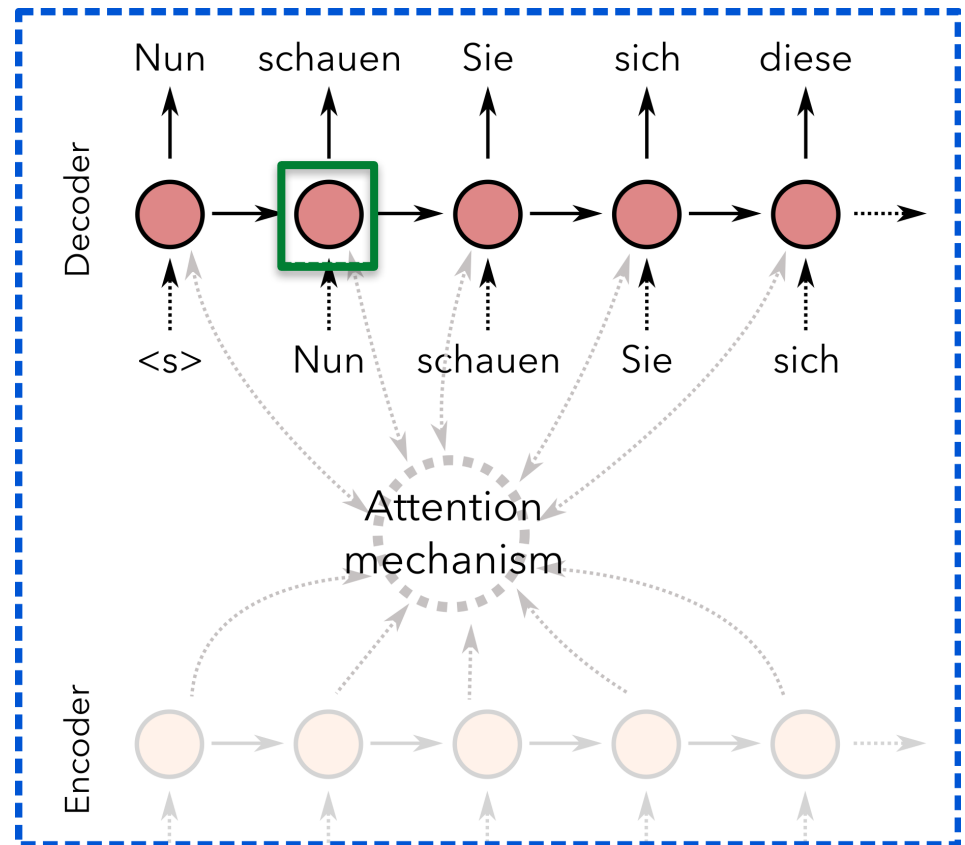 Nun schauen Sie sich diese
Decoder
<s> Nun schauen Sie sich
Attention
mechanism
Encoder